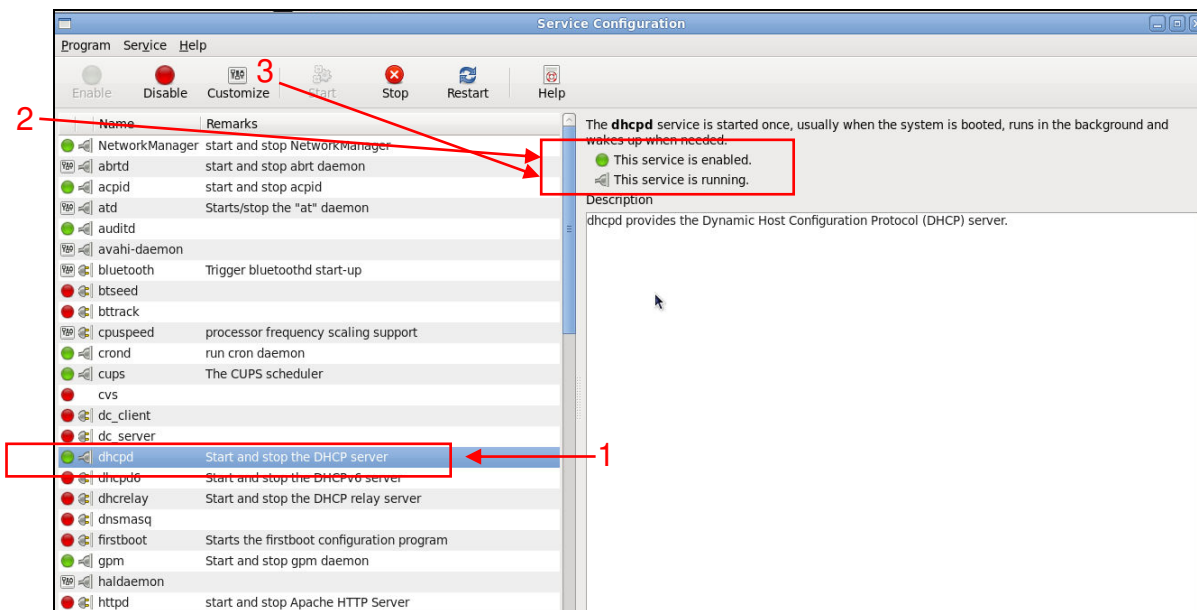 Service Configuration
Program Service Help
Enable Disable Customize Start Stop Restart Help
3
2
Name Remarks
NetworkManager start and stop NetworkManager
abrtd start and stop abrt daemon
acpid start and stop acpid
atd Starts/stop the "at" daemon
auditd
avahi-daemon
bluetooth Trigger bluetoothd start-up
btseed
bttrack
cpuspeed processor frequency scaling support
crond run cron daemon
cups The CUPS scheduler
cvs
dc_client
dc_server
dhcpd Start and stop the DHCP server
1
dhcpd6 Start and stop the DHCPv6 server
dhcrelay Start and stop the DHCP relay server
dnsmasq
firstboot Starts the firstboot configuration program
gpm Start and stop gpm daemon
haldaemon
httpd start and stop Apache HTTP Server
The dhcpd service is started once, usually when the system is booted, runs in the background and
wakes up when needed.
This service is enabled.
This service is running.
Description
dhcpd provides the Dynamic Host Configuration Protocol (DHCP) server.